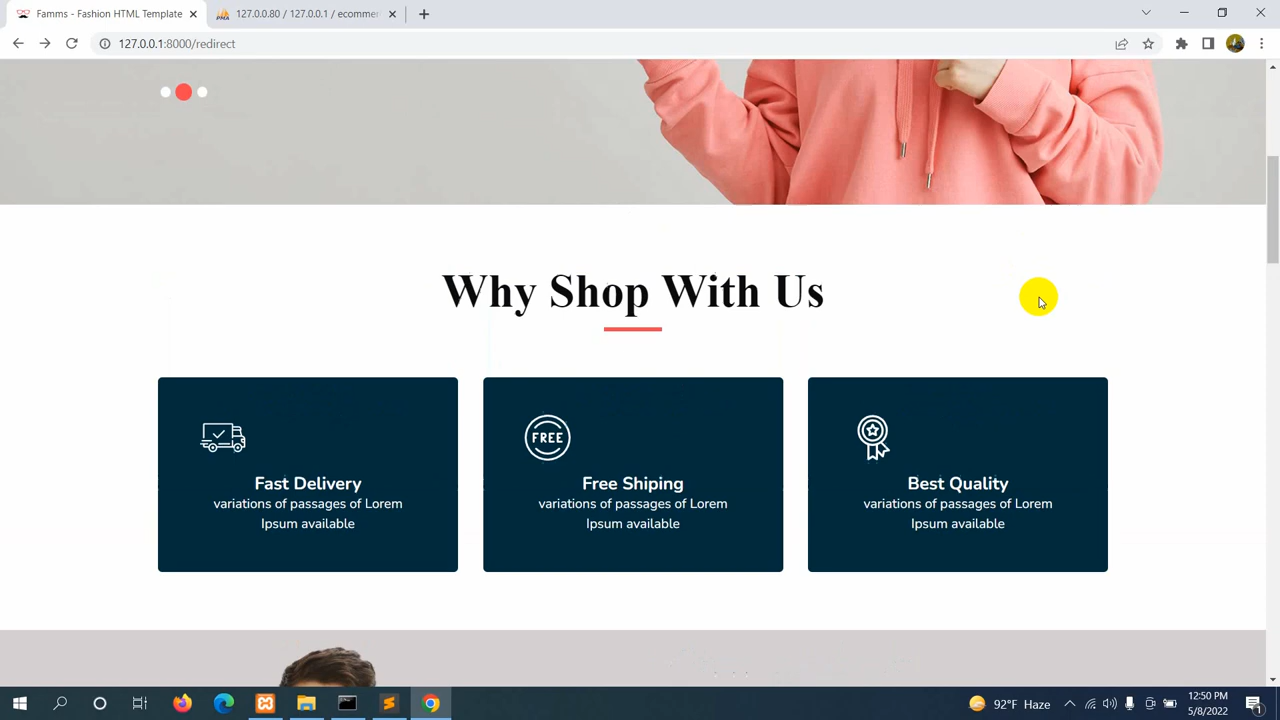 Famms - Fashion HTML Template
127.0.0.80 / 127.0.0.1 / ecommer
127.0.0.1:8000/redirect
Why Shop With Us
FREE
Fast Delivery
variations of passages of Lorem
Ipsum available
Free Shiping
variations of passages of Lorem
Ipsum available
Best Quality
variations of passages of Lorem
Ipsum available
92°F Haze
12:50 PM
5/8/2022
1